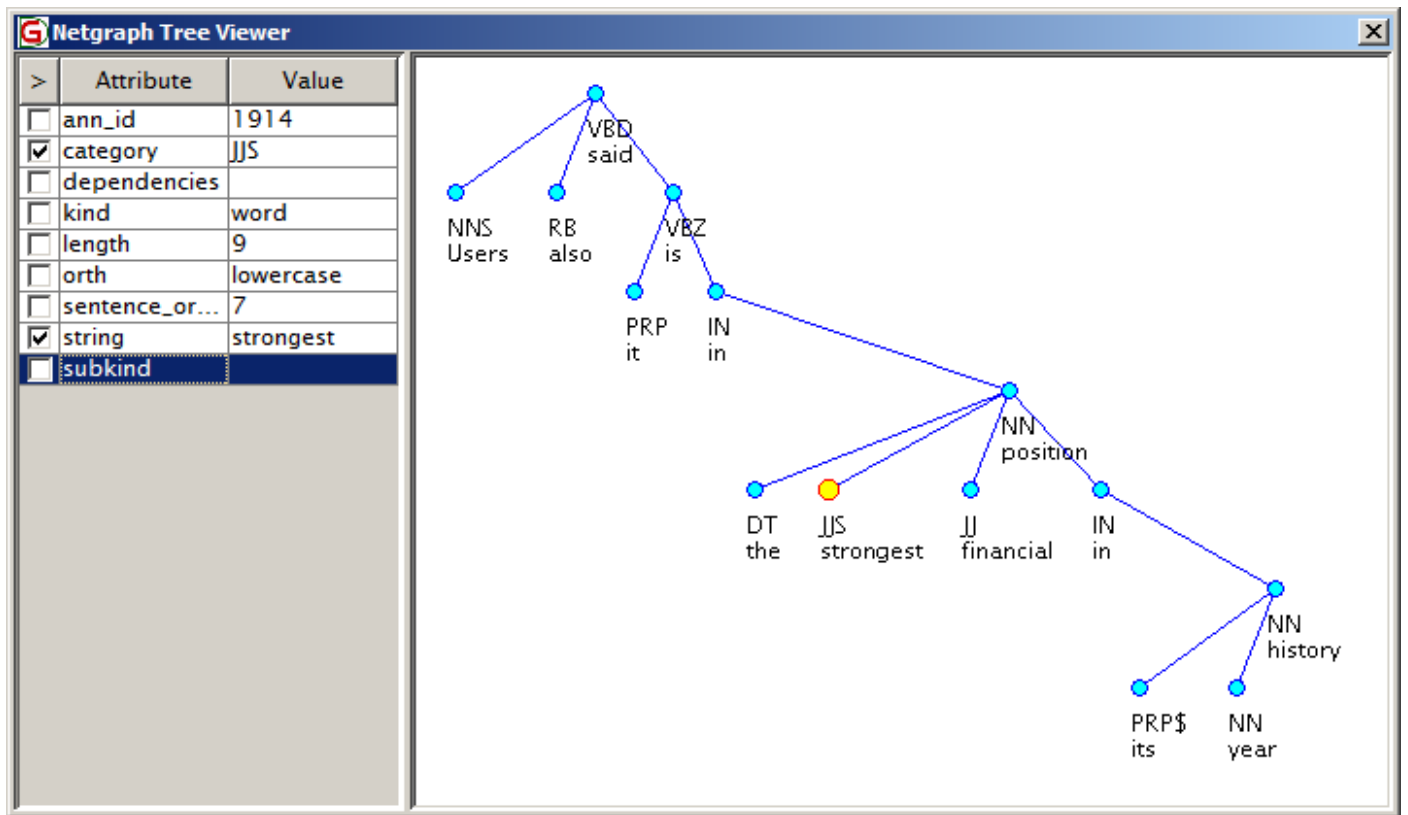 Netgraph Tree Viewer
> Attribute Value
ann_id 1914
category JJS
dependencies
kind word
length 9
orth lowercase
sentence_or... 7
string strongest
subkind
VBD
said
NNS RB VBZ
Users also is
PRP IN
it in
NN
position
DT JJS JJ IN
the strongest financial in
NN
history
PRP$ NN
its year